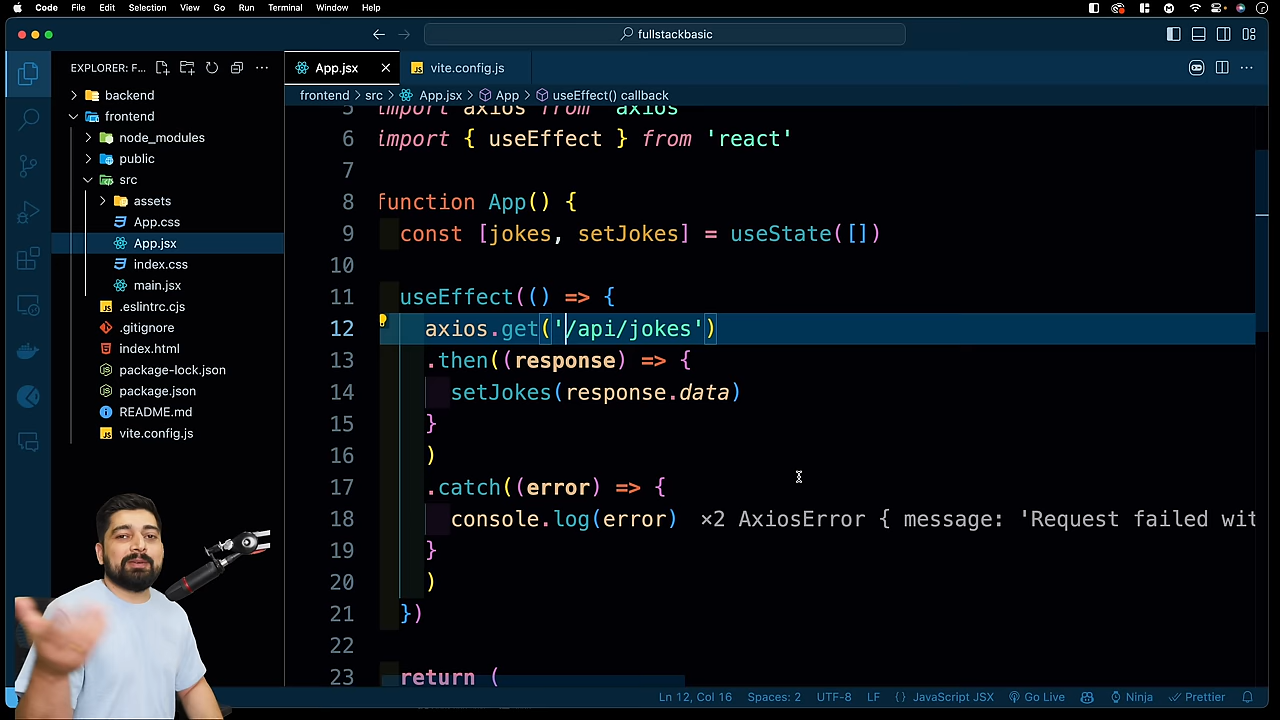 Code File Edit Selection View Go Run Terminal Window Help
fullstackbasic
EXPLORER: F...
App.jsx
vite.config.js
frontend > src > App.jsx > App > useEffect() callback
backend
frontend
node_modules
public
src
assets
App.css
App.jsx
index.css
main.jsx
.eslintrc.cjs
.gitignore
index.html
package-lock.json
package.json
README.md
vite.config.js
5 import axios from 'axios'
6 import { useEffect } from 'react'
7
8 function App() {
9 const [jokes, setJokes] = useState([])
10
11 useEffect(() => {
12 axios.get('/api/jokes')
13 .then((response) => {
14 setJokes(response.data)
15 }
16 )
17 .catch((error) => {
18 console.log(error) ×2 AxiosError { message: 'Request failed wit
19 }
20 )
21 })
22
23 return (
Ln 12, Col 16 Spaces: 2 UTF-8 LF {} JavaScript JSX Go Live Ninja Prettier